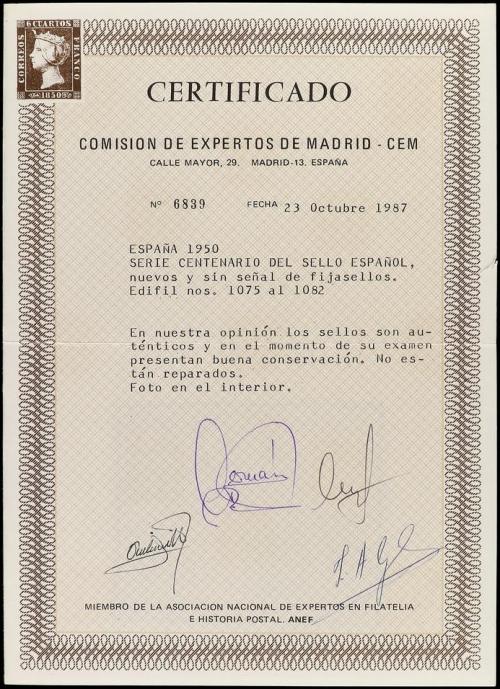 6 CUARTOS
CORREOS
FRANCO
1850
CERTIFICADO
COMISION DE EXPERTOS DE MADRID - CEM
CALLE MAYOR, 29. MADRID-13. ESPAÑA
Nº 6839 FECHA 23 Octubre 1987
ESPAÑA 1950
SERIE CENTENARIO DEL SELLO ESPAÑOL,
nuevos y sin señal de fijasellos.
Edifil nos. 1075 al 1082
En nuestra opinión los sellos son au-
ténticos y en el momento de su examen
presentan buena conservación. No es-
tán reparados.
Foto en el interior.
Román
MIEMBRO DE LA ASOCIACION NACIONAL DE EXPERTOS EN FILATELIA
E HISTORIA POSTAL. ANEF